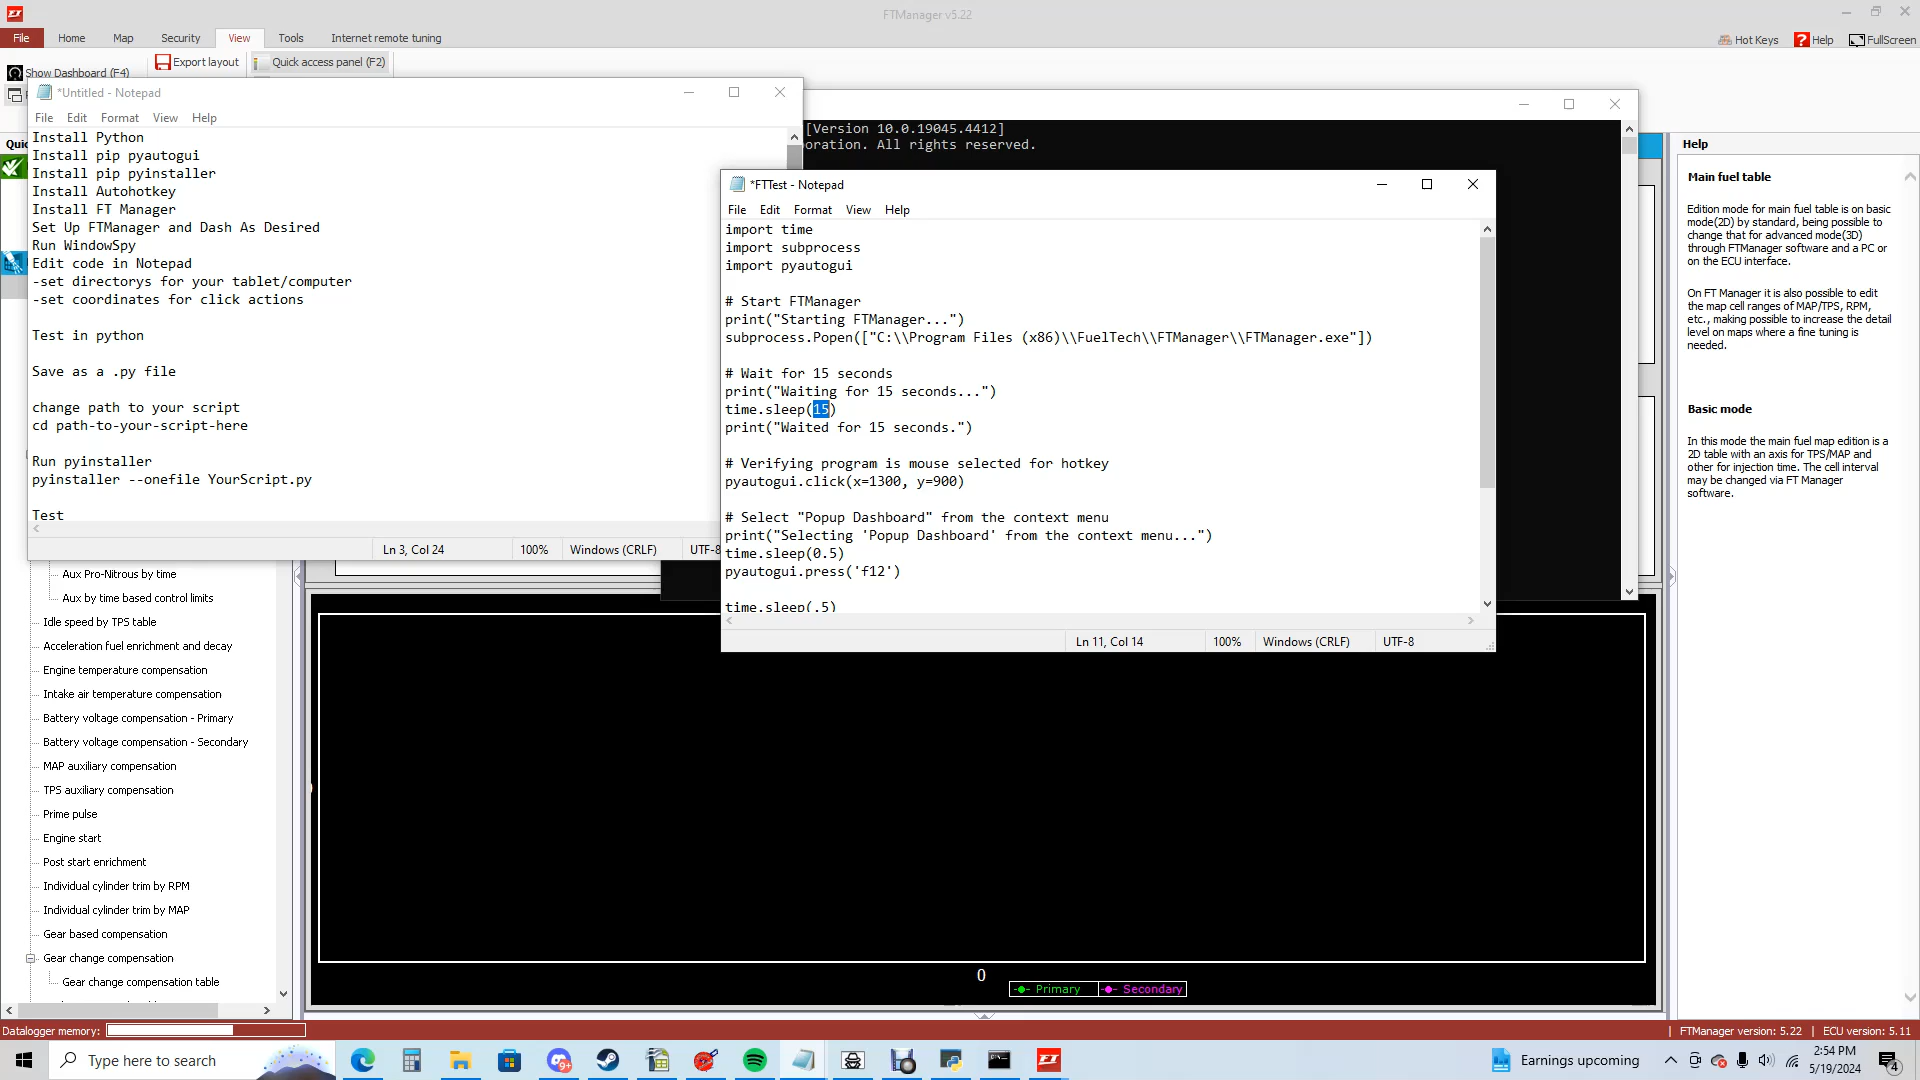 FTManager v5.22
File
Home
Map
Security
View
Tools
Internet remote tuning
Hot Keys
Help
FullScreen
Show Dashboard (F4)
Export layout
Quick access panel (F2)
*Untitled - Notepad
File Edit Format View Help
Install Python
Install pip pyautogui
Install pip pyinstaller
Install Autohotkey
Install FT Manager
Set Up FTManager and Dash As Desired
Run WindowSpy
Edit code in Notepad
-set directorys for your tablet/computer
-set coordinates for click actions
Test in python
Save as a .py file
change path to your script
cd path-to-your-script-here
Run pyinstaller
pyinstaller --onefile YourScript.py
Test
Ln 3, Col 24
100%
Windows (CRLF)
UTF-8
[Version 10.0.19045.4412]
oration. All rights reserved.
*FTTest - Notepad
File Edit Format View Help
import time
import subprocess
import pyautogui
# Start FTManager
print("Starting FTManager...")
subprocess.Popen(["C:\\Program Files (x86)\\FuelTech\\FTManager\\FTManager.exe"])
# Wait for 15 seconds
print("Waiting for 15 seconds...")
time.sleep(15)
print("Waited for 15 seconds.")
# Verifying program is mouse selected for hotkey
pyautogui.click(x=1300, y=900)
# Select "Popup Dashboard" from the context menu
print("Selecting 'Popup Dashboard' from the context menu...")
time.sleep(0.5)
pyautogui.press('f12')
time.sleep(.5)
Ln 11, Col 14
100%
Windows (CRLF)
UTF-8
Help
Main fuel table
Edition mode for main fuel table is on basic
mode(2D) by standard, being possible to
change that for advanced mode(3D)
through FTManager software and a PC or
on the ECU interface.
On FT Manager it is also possible to edit
the map cell ranges of MAP/TPS, RPM,
etc., making possible to increase the detail
level on maps where a fine tuning is
needed.
Basic mode
In this mode the main fuel map edition is a
2D table with an axis for TPS/MAP and
other for injection time. The cell interval
may be changed via FT Manager
software.
Quic
Aux Pro-Nitrous by time
Aux by time based control limits
Idle speed by TPS table
Acceleration fuel enrichment and decay
Engine temperature compensation
Intake air temperature compensation
Battery voltage compensation - Primary
Battery voltage compensation - Secondary
MAP auxiliary compensation
TPS auxiliary compensation
Prime pulse
Engine start
Post start enrichment
Individual cylinder trim by RPM
Individual cylinder trim by MAP
Gear based compensation
Gear change compensation
Gear change compensation table
0
Primary
Secondary
Datalogger memory:
FTManager version: 5.22 | ECU version: 5.11
Type here to search
9+
Earnings upcoming
2:54 PM
5/19/2024
4